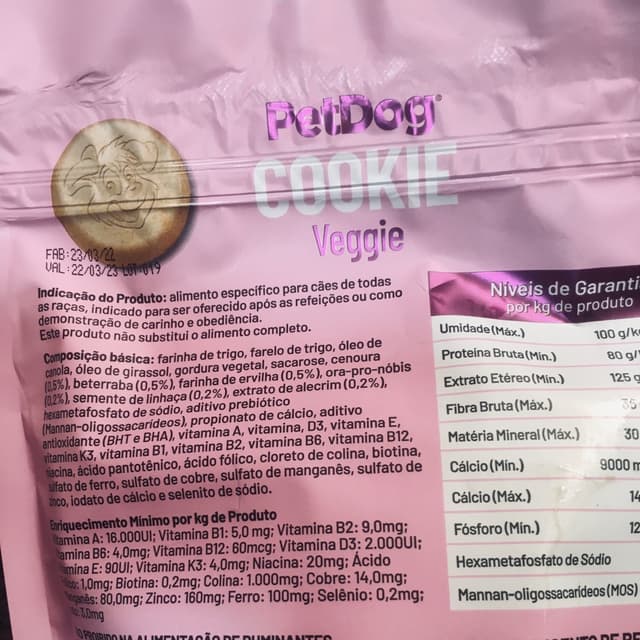 PetDog
COOKIE
Veggie
FAB:23/03/22
VAL:22/03/23 LOT-019
Indicação do Produto: alimento específico para cães de todas
as raças, indicado para ser oferecido após as refeições ou como
demonstração de carinho e obediência.
Este produto não substitui o alimento completo.
Composição básica: farinha de trigo, farelo de trigo, óleo de
canola, óleo de girassol, gordura vegetal, sacarose, cenoura
(0,5%), beterraba (0,5%), farinha de ervilha (0,5%), ora-pro-nóbis
(0,2%), semente de linhaça (0,2%), extrato de alecrim (0,2%),
hexametafosfato de sódio, aditivo prebiótico
(Mannan-oligossacarídeos), propionato de cálcio, aditivo
antioxidante (BHT e BHA), vitamina A, vitamina, D3, vitamina E,
vitamina K3, vitamina B1, vitamina B2, vitamina B6, vitamina B12,
niacina, ácido pantotênico, ácido fólico, cloreto de colina, biotina,
sulfato de ferro, sulfato de cobre, sulfato de manganês, sulfato de
zinco, iodato de cálcio e selenito de sódio.
Enriquecimento Mínimo por kg de Produto
Vitamina A: 16.000UI; Vitamina B1: 5,0 mg; Vitamina B2: 9,0mg;
Vitamina B6: 4,0mg; Vitamina B12: 60mcg; Vitamina D3: 2.000UI;
Vitamina E: 90UI; Vitamina K3: 4,0mg; Niacina: 20mg; Ácido
1,0mg; Biotina: 0,2mg; Colina: 1.000mg; Cobre: 14,0mg;
Manganês: 80,0mg; Zinco: 160mg; Ferro: 100mg; Selênio: 0,2mg;
3,0mg
PROIBIDO NA ALIMENTAÇÃO DE RUMINANTES
Níveis de Garanti
por kg de produto
Umidade (Máx.) 100 g/k
Proteína Bruta (Mín.) 80 g/
Extrato Etéreo (Mín.) 125 g
Fibra Bruta (Máx.) 35
Matéria Mineral (Máx.) 30
Cálcio (Mín.) 9000 m
Cálcio (Máx.) 14
Fósforo (Mín.) 12
Hexametafosfato de Sódio
Mannan-oligossacarídeos (MOS)